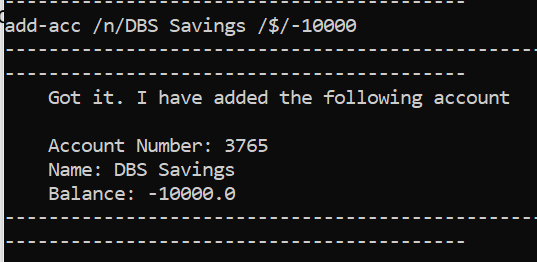 --------------------------------------------
add-acc /n/DBS Savings /$/-10000
---------------------------------------------------
--------------------------------------------
Got it. I have added the following account
Account Number: 3765
Name: DBS Savings
Balance: -10000.0
---------------------------------------------------
--------------------------------------------